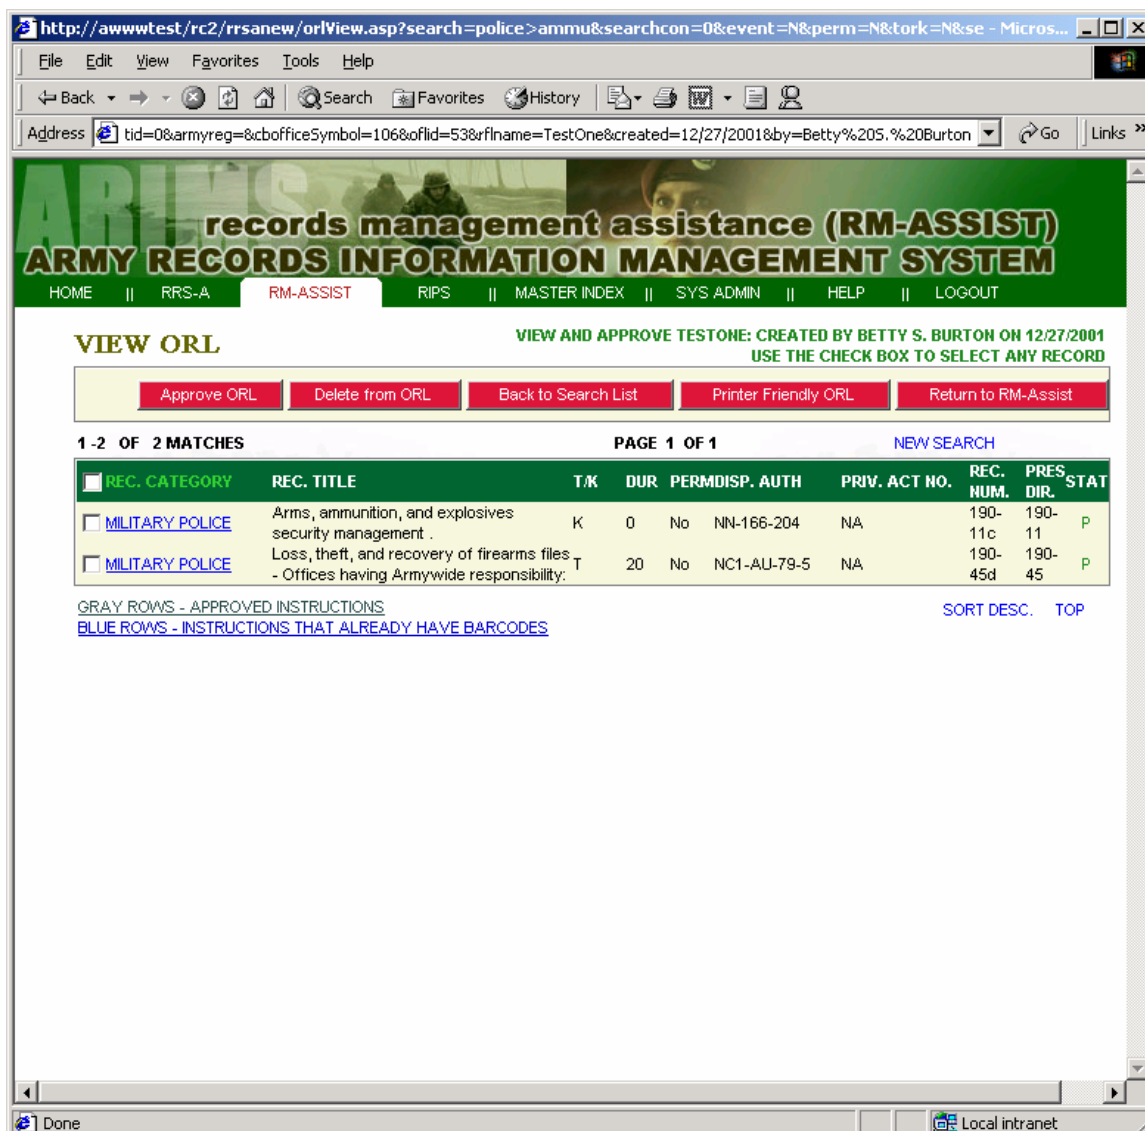 http://awwwtest/rc2/rrsanew/orlView.asp?search=police>ammu&searchcon=0&event=N&perm=N&tork=N&se - Micros...
File Edit View Favorites Tools Help
Back Search Favorites History
Address tid=0&armyreg=&cbofficeSymbol=106&oflid=53&rflname=TestOne&created=12/27/2001&by=Betty%20S.%20Burton Go Links »
ARIMS
records management assistance (RM-ASSIST)
ARMY RECORDS INFORMATION MANAGEMENT SYSTEM
HOME || RRS-A RM-ASSIST RIPS || MASTER INDEX || SYS ADMIN || HELP || LOGOUT
VIEW ORL
VIEW AND APPROVE TESTONE: CREATED BY BETTY S. BURTON ON 12/27/2001
USE THE CHECK BOX TO SELECT ANY RECORD
Approve ORL Delete from ORL Back to Search List Printer Friendly ORL Return to RM-Assist
1 -2 OF 2 MATCHES PAGE 1 OF 1 NEW SEARCH
REC. CATEGORY REC. TITLE T/K DUR PERM DISP. AUTH PRIV. ACT NO. REC. NUM. PRES. DIR. STAT
MILITARY POLICE Arms, ammunition, and explosives security management . K 0 No NN-166-204 NA 190-11c 190-11 P
MILITARY POLICE Loss, theft, and recovery of firearms files - Offices having Armywide responsibility: T 20 No NC1-AU-79-5 NA 190-45d 190-45 P
GRAY ROWS - APPROVED INSTRUCTIONS SORT DESC. TOP
BLUE ROWS - INSTRUCTIONS THAT ALREADY HAVE BARCODES
Done Local intranet